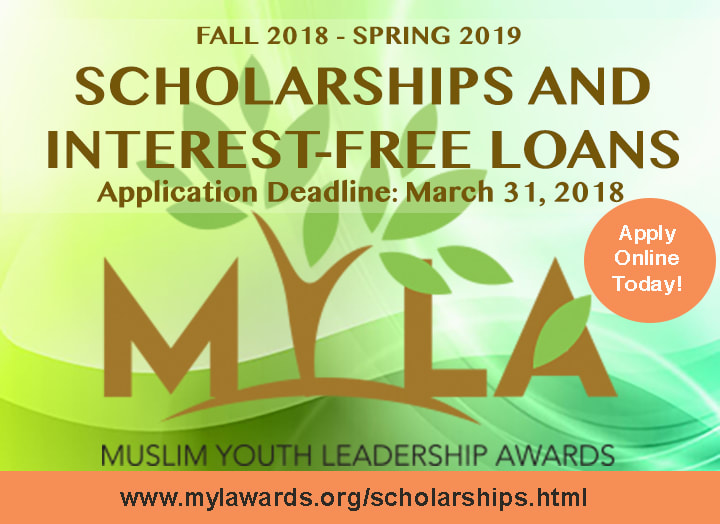 FALL 2018 - SPRING 2019
SCHOLARSHIPS AND
INTEREST-FREE LOANS
Application Deadline: March 31, 2018
Apply
Online
Today!
MYLA
MUSLIM YOUTH LEADERSHIP AWARDS
www.mylawards.org/scholarships.html